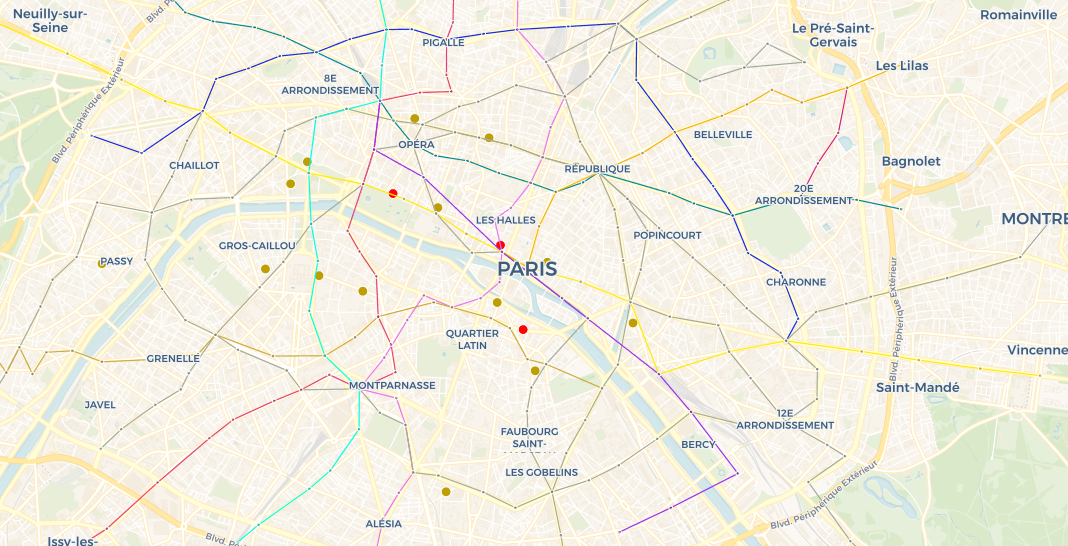 Neuilly-sur-
Seine
Blvd. Pé
PIGALLE
Le Pré-Saint-
Gervais
Romainville
Les Lilas
8E
ARRONDISSEMENT
Blvd. Périphérique Extérieur
OPÉRA
BELLEVILLE
CHAILLOT
RÉPUBLIQUE
Bagnolet
20E
ARRONDISSEMENT
LES HALLES
MONTRE
POPINCOURT
GROS-CAILLOU
PASSY
PARIS
CHARONNE
Blvd. Périphérique Extérieur
QUARTIER
LATIN
GRENELLE
Vincenne
MONTPARNASSE
Saint-Mandé
JAVEL
12E
ARRONDISSEMENT
FAUBOURG
SAINT-
BERCY
LES GOBELINS
Blvd. Périphérique Extérieur
ALÉSIA
Issy-les-
Blvd. Pér